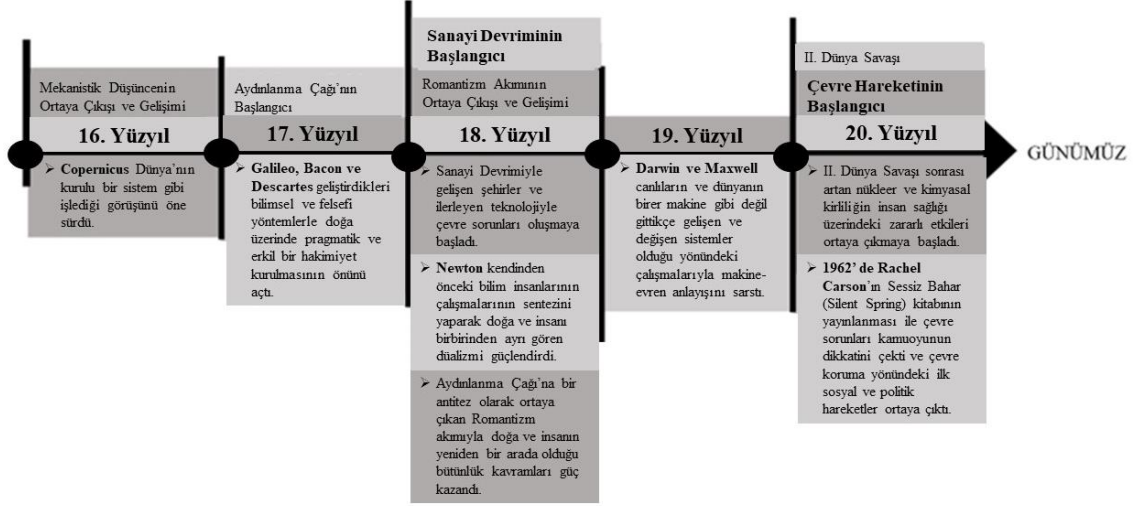 Mekanistik Düşüncenin
Ortaya Çıkışı ve Gelişimi
16. Yüzyıl
➢ Copernicus Dünya’nın
kurulu bir sistem gibi
işlediği görüşünü öne
sürdü.
Aydınlanma Çağı’nın
Başlangıcı
17. Yüzyıl
➢ Galileo, Bacon ve
Descartes geliştirdikleri
bilimsel ve felsefi
yöntemlerle doğa
üzerinde pragmatik ve
erkil bir hakimiyet
kurulmasının önünü
açtı.
Sanayi Devriminin
Başlangıcı
Romantizm Akımının
Ortaya Çıkışı ve Gelişimi
18. Yüzyıl
➢ Sanayi Devrimiyle
gelişen şehirler ve
ilerleyen teknolojiyle
çevre sorunları oluşmaya
başladı.
➢ Newton kendinden
önceki bilim insanlarının
çalışmalarının sentezini
yaparak doğa ve insanı
birbirinden ayrı gören
düalizmi güçlendirdi.
➢ Aydınlanma Çağı’na bir
antitez olarak ortaya
çıkan Romantizm
akımıyla doğa ve insanın
yeniden bir arada olduğu
bütünlük kavramları güç
kazandı.
19. Yüzyıl
➢ Darwin ve Maxwell
canlıların ve dünyanın
birer makine gibi değil
gittikçe gelişen ve
değişen sistemler
olduğu yönündeki
çalışmalarıyla makine-
evren anlayışını sarstı.
II. Dünya Savaşı
Çevre Hareketinin
Başlangıcı
20. Yüzyıl
➢ II. Dünya Savaşı sonrası
artan nükleer ve kimyasal
kirliliğin insan sağlığı
üzerindeki zararlı etkileri
ortaya çıkmaya başladı.
➢ 1962’ de Rachel
Carson’ın Sessiz Bahar
(Silent Spring) kitabının
yayınlanması ile çevre
sorunları kamuoyunun
dikkatini çekti ve çevre
koruma yönündeki ilk
sosyal ve politik
hareketler ortaya çıktı.
GÜNÜMÜZ